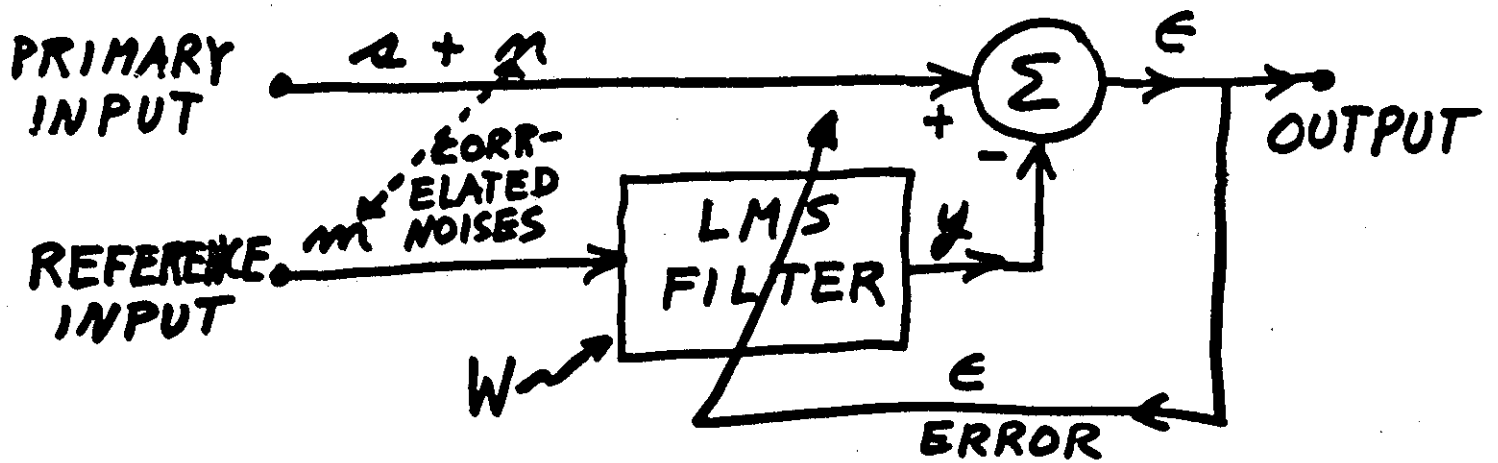 PRIMARY
INPUT
s + n
Σ
ϵ
+
-
OUTPUT
CORR-
ELATED
NOISES
REFERENCE
INPUT
m
LMS
FILTER
y
W
ϵ
ERROR